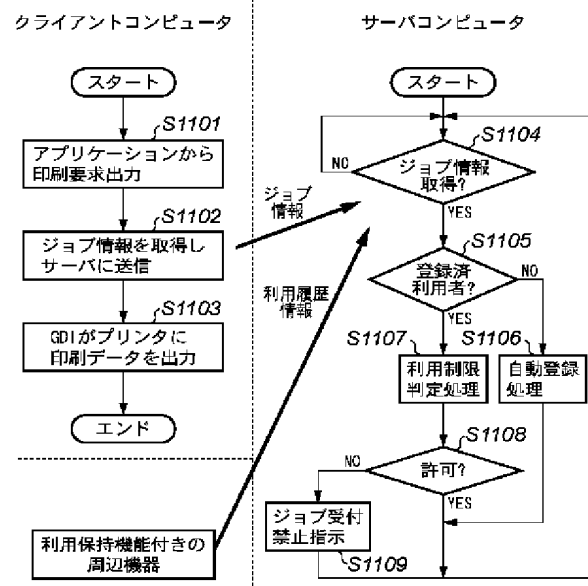 クライアントコンピュータ
スタート
S1101
アプリケーションから
印刷要求出力
S1102
ジョブ情報を取得し
サーバに送信
S1103
GDIがプリンタに
印刷データを出力
エンド
利用保持機能付きの
周辺機器
ジョブ
情報
利用履歴
情報
サーバコンピュータ
スタート
S1104
ジョブ情報
取得?
NO
YES
S1105
登録済
利用者?
NO
YES
S1107
利用制限
判定処理
S1106
自動登録
処理
S1108
許可?
NO
YES
ジョブ受付
禁止指示
S1109